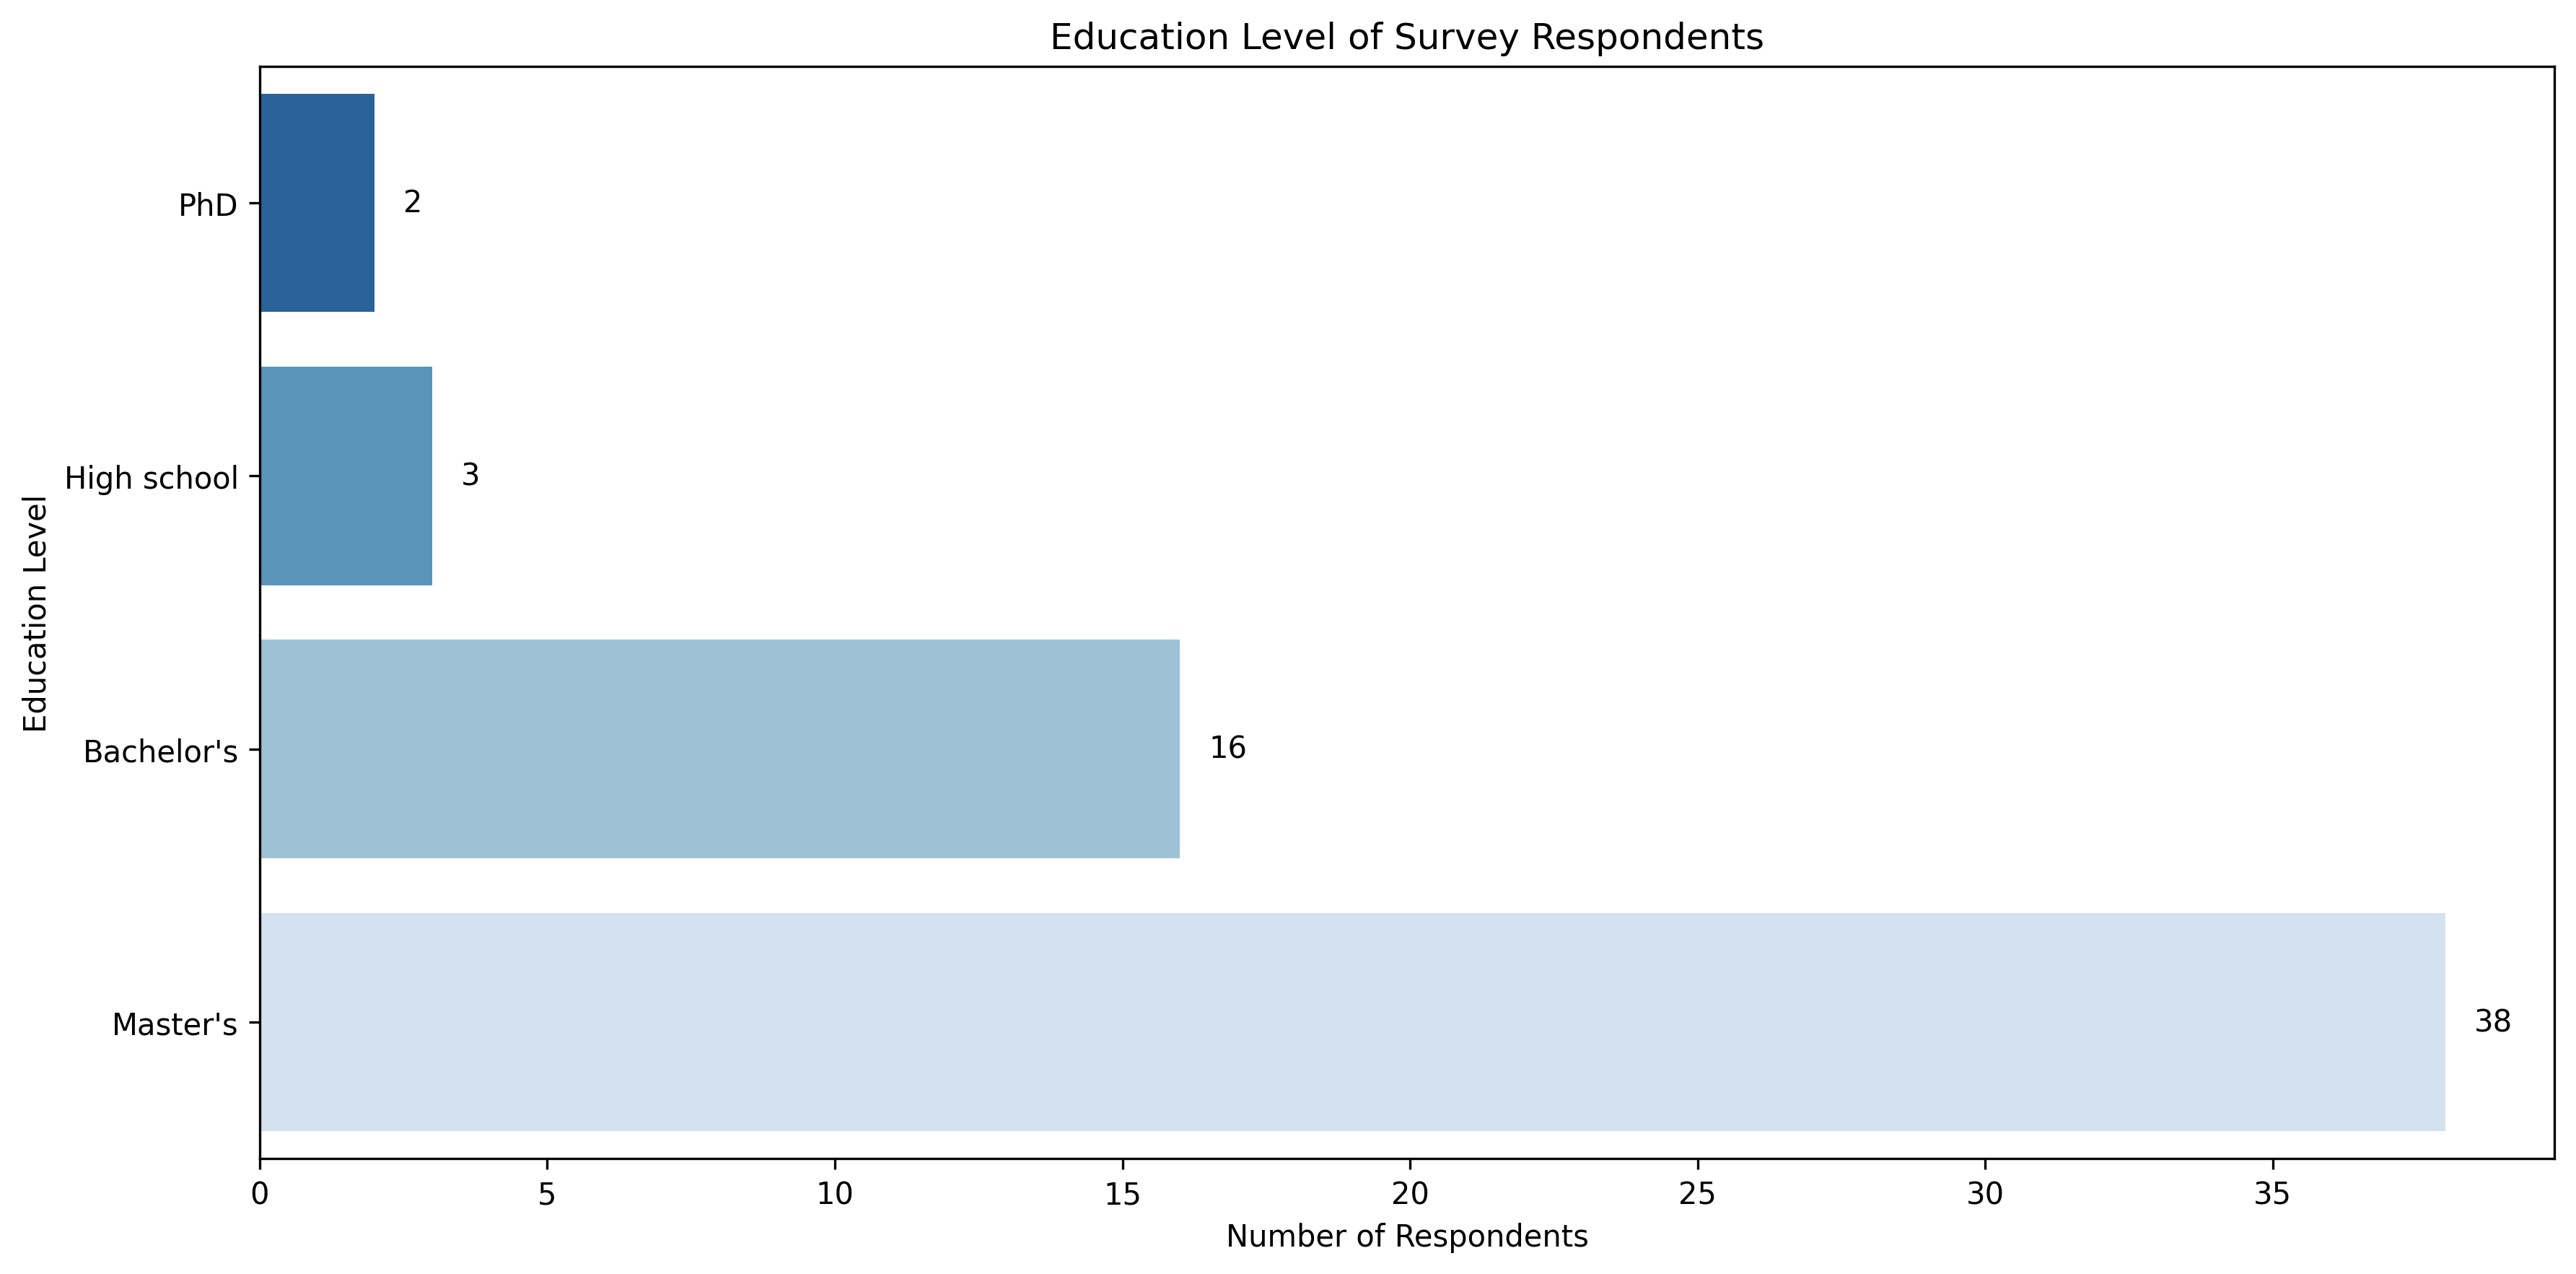 Education Level of Survey Respondents
PhD
2
High school
3
Bachelor's
16
Master's
38
Education Level
0 5 10 15 20 25 30 35
Number of Respondents